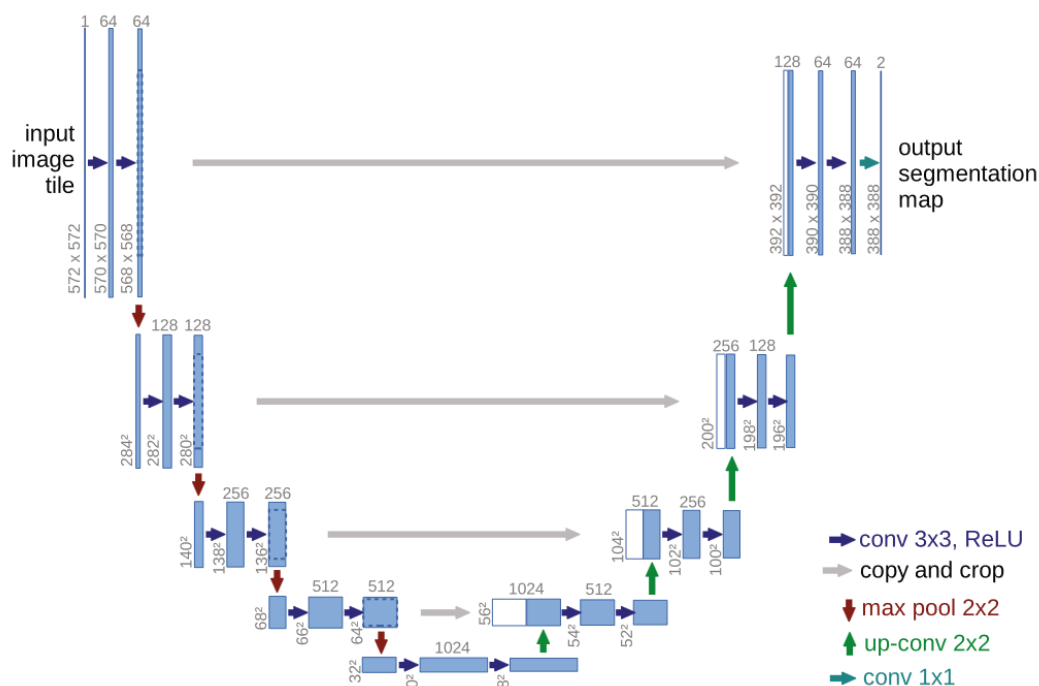 1 64 64
input
image
tile
572 x 572
570 x 570
568 x 568
128
64 64 2
output
segmentation
map
392 x 392
390 x 390
388 x 388
388 x 388
128 128
284²
282²
280²
256 128
200²
198²
196²
256 256
140²
138²
136²
512 256
104²
102²
100²
512 512
68²
66²
64²
1024 512
56²
54²
52²
1024
32²
0²
8²
conv 3x3, ReLU
copy and crop
max pool 2x2
up-conv 2x2
conv 1x1